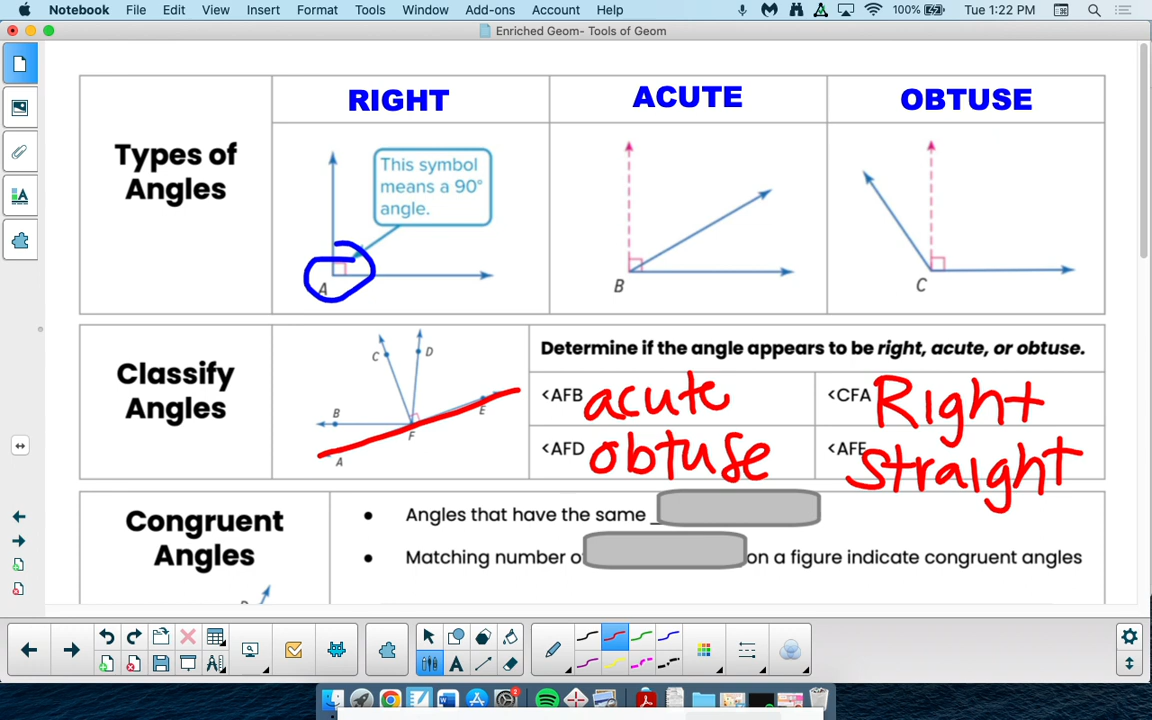 Notebook File Edit View Insert Format Tools Window Add-ons Account Help 100% Tue 1:22 PM
Enriched Geom- Tools of Geom
Types of
Angles
RIGHT
ACUTE
OBTUSE
This symbol
means a 90°
angle.
A
B
C
Classify
Angles
C
D
B
E
F
A
Determine if the angle appears to be right, acute, or obtuse.
<AFB acute
<CFA Right
<AFD obtuse
<AFE straight
Congruent
Angles
Angles that have the same _
Matching number o
on a figure indicate congruent angles
A
W
2